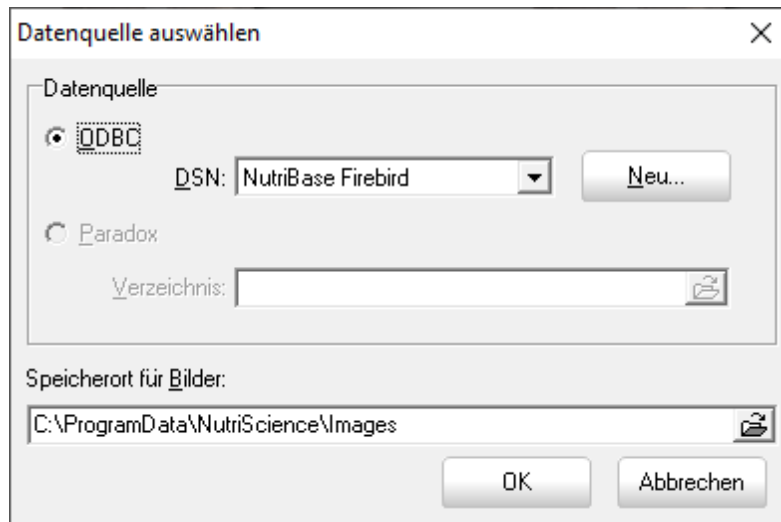 Datenquelle auswählen
Datenquelle
ODBC
DSN: NutriBase Firebird Neu...
Paradox
Verzeichnis:
Speicherort für Bilder:
C:\ProgramData\NutriScience\Images
OK Abbrechen